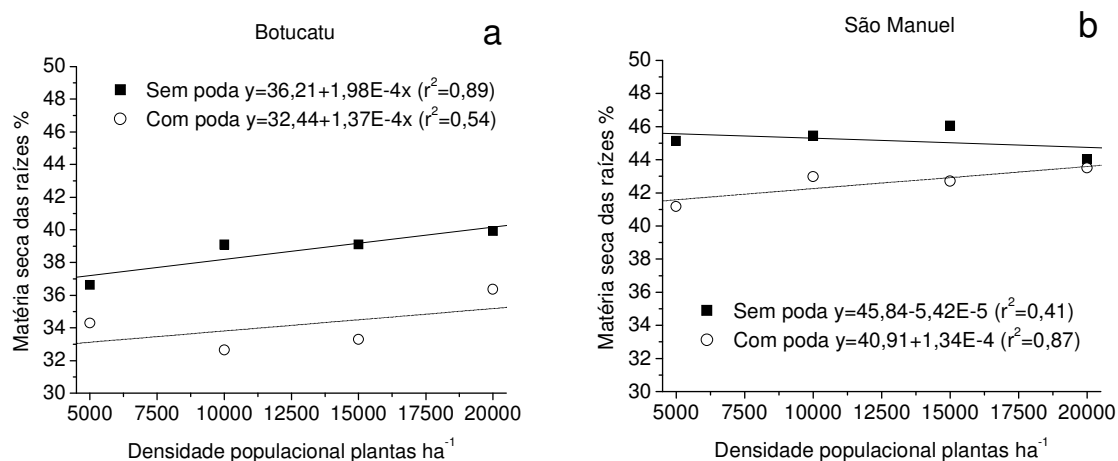 Botucatu
a
Matéria seca das raízes %
50
48
46
44
42
40
38
36
34
32
30
Sem poda y=36,21+1,98E-4x (r²=0,89)
Com poda y=32,44+1,37E-4x (r²=0,54)
5000 7500 10000 12500 15000 17500 20000
Densidade populacional plantas ha⁻¹
São Manuel
b
Matéria seca das raízes %
50
48
46
44
42
40
38
36
34
32
30
Sem poda y=45,84-5,42E-5 (r²=0,41)
Com poda y=40,91+1,34E-4 (r²=0,87)
5000 7500 10000 12500 15000 17500 20000
Densidade populacional plantas ha⁻¹